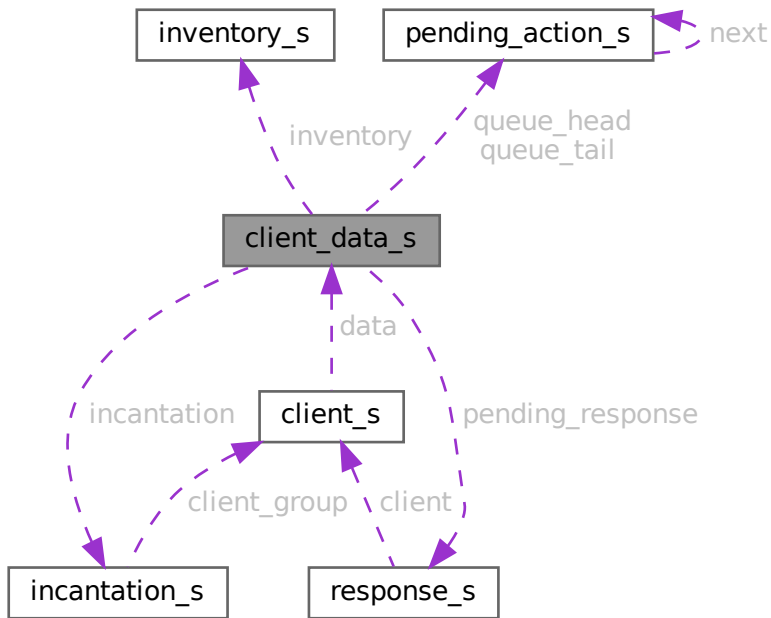 inventory_s
pending_action_s
next
inventory
queue_head
queue_tail
client_data_s
data
incantation
client_s
pending_response
client_group
client
incantation_s
response_s